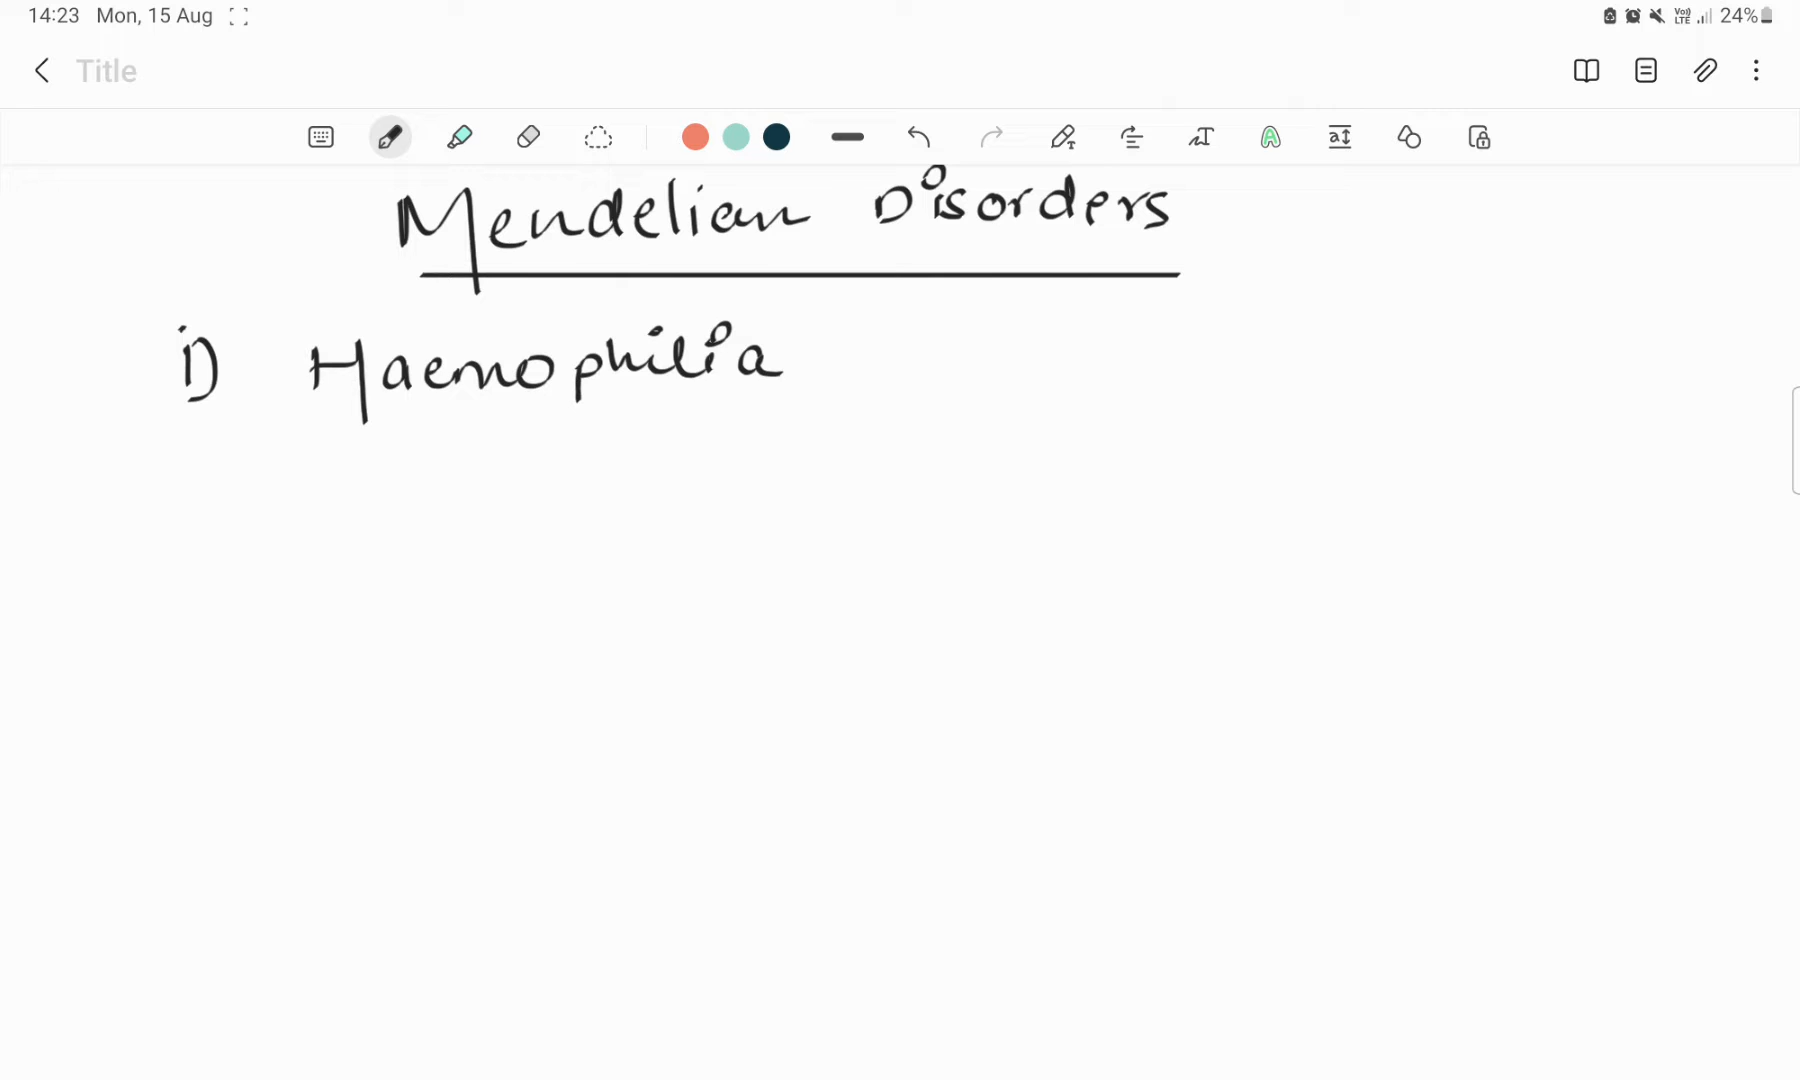 14:23 Mon, 15 Aug 24%
Title
Mendelian Disorders
i) Haemophilia